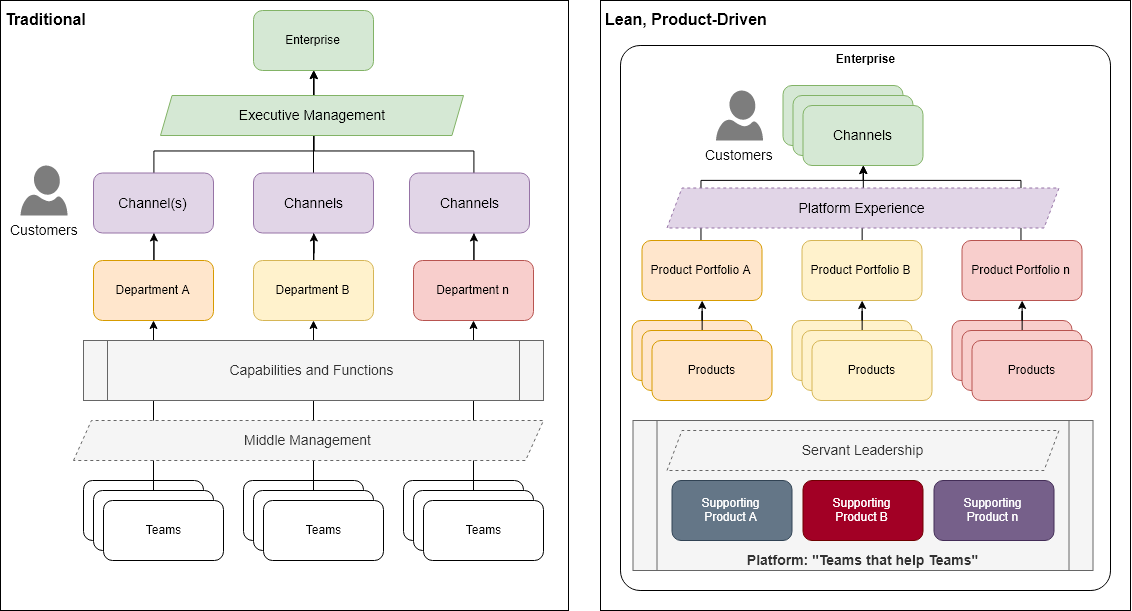 Traditional
Enterprise
Executive Management
Customers
Channel(s)
Channels
Channels
Department A
Department B
Department n
Capabilities and Functions
Middle Management
Teams
Teams
Teams
Lean, Product-Driven
Enterprise
Customers
Channels
Platform Experience
Product Portfolio A
Product Portfolio B
Product Portfolio n
Products
Products
Products
Servant Leadership
Supporting
Product A
Supporting
Product B
Supporting
Product n
Platform: "Teams that help Teams"